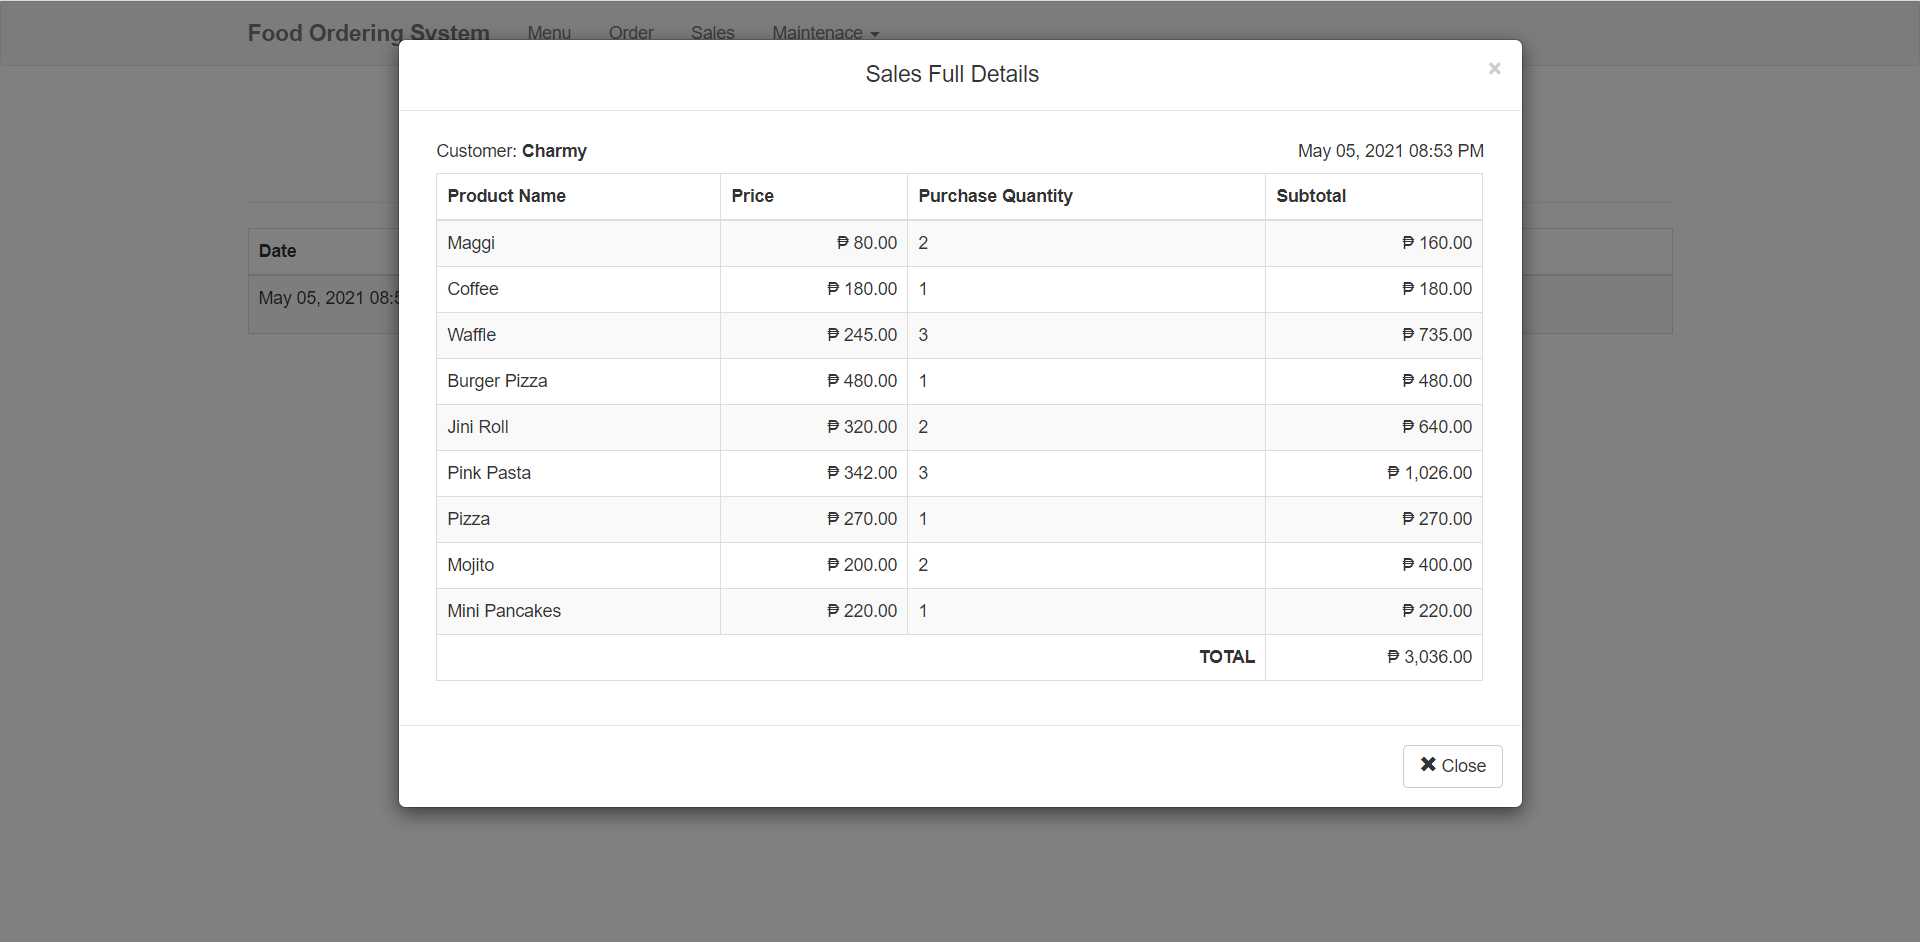 Food Ordering System Menu Order Sales Maintenace
Sales Full Details ×
Customer: Charmy May 05, 2021 08:53 PM
Product Name Price Purchase Quantity Subtotal
Maggi ₱ 80.00 2 ₱ 160.00
Coffee ₱ 180.00 1 ₱ 180.00
Waffle ₱ 245.00 3 ₱ 735.00
Burger Pizza ₱ 480.00 1 ₱ 480.00
Jini Roll ₱ 320.00 2 ₱ 640.00
Pink Pasta ₱ 342.00 3 ₱ 1,026.00
Pizza ₱ 270.00 1 ₱ 270.00
Mojito ₱ 200.00 2 ₱ 400.00
Mini Pancakes ₱ 220.00 1 ₱ 220.00
TOTAL ₱ 3,036.00
✖ Close
Date
May 05, 2021